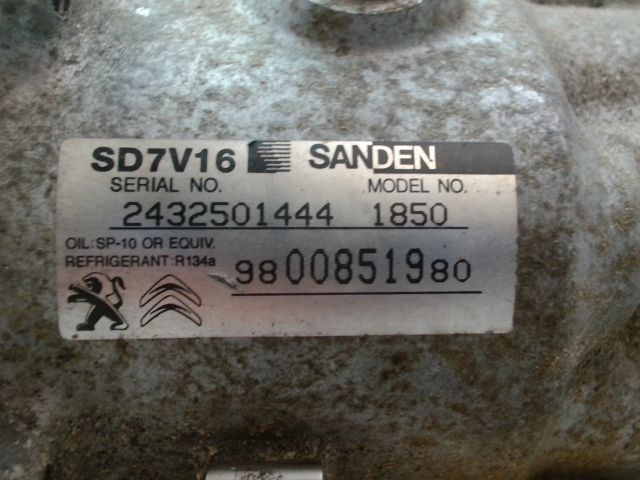 SD7V16 SANDEN
SERIAL NO. MODEL NO.
2432501444 1850
OIL:SP-10 OR EQUIV.
REFRIGERANT:R134a
9800851980